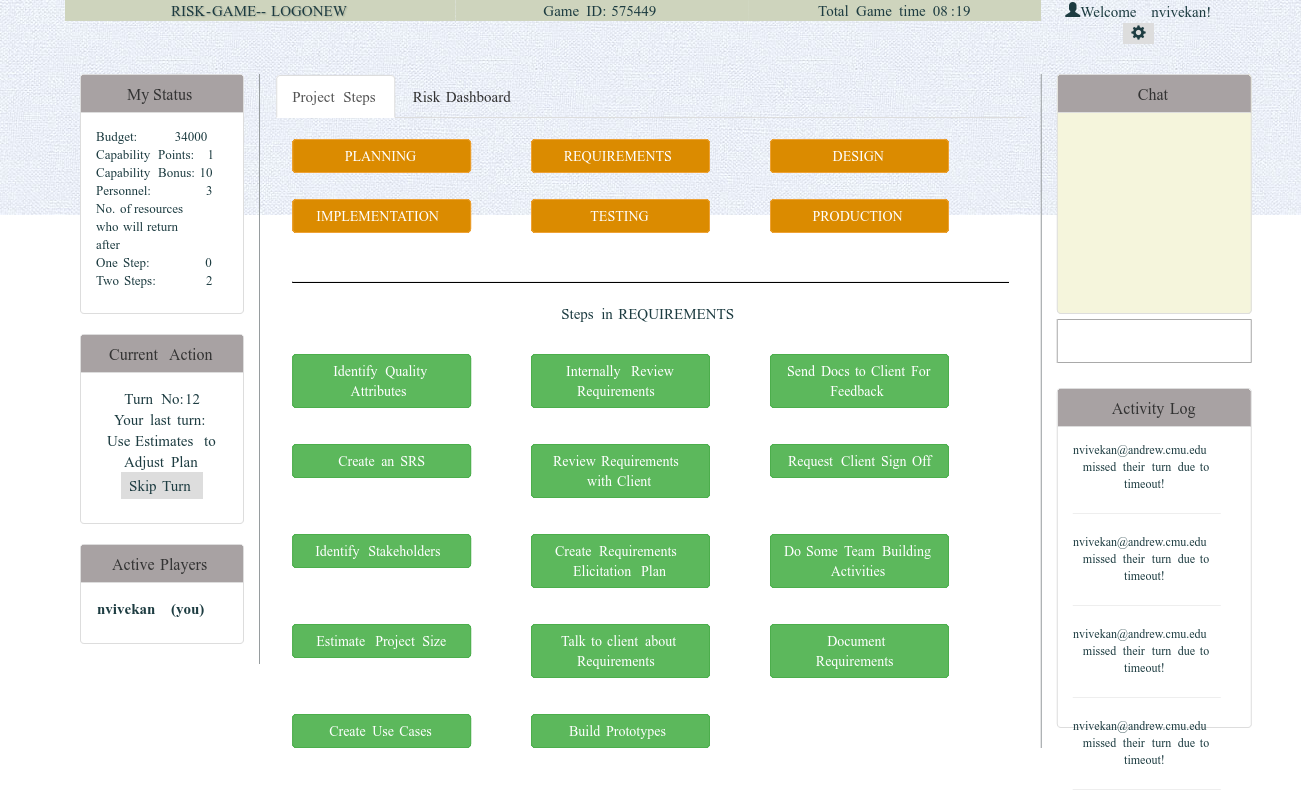 RISK-GAME-- LOGONEW
Game ID: 575449
Total Game time 08:19
Welcome nvivekan!
My Status
Budget: 34000
Capability Points: 1
Capability Bonus: 10
Personnel: 3
No. of resources
who will return
after
One Step: 0
Two Steps: 2
Current Action
Turn No:12
Your last turn:
Use Estimates to
Adjust Plan
Skip Turn
Active Players
nvivekan (you)
Project Steps
Risk Dashboard
PLANNING
REQUIREMENTS
DESIGN
IMPLEMENTATION
TESTING
PRODUCTION
Steps in REQUIREMENTS
Identify Quality
Attributes
Internally Review
Requirements
Send Docs to Client For
Feedback
Create an SRS
Review Requirements
with Client
Request Client Sign Off
Identify Stakeholders
Create Requirements
Elicitation Plan
Do Some Team Building
Activities
Estimate Project Size
Talk to client about
Requirements
Document
Requirements
Create Use Cases
Build Prototypes
Chat
Activity Log
nvivekan@andrew.cmu.edu
missed their turn due to
timeout!
nvivekan@andrew.cmu.edu
missed their turn due to
timeout!
nvivekan@andrew.cmu.edu
missed their turn due to
timeout!
nvivekan@andrew.cmu.edu
missed their turn due to
timeout!